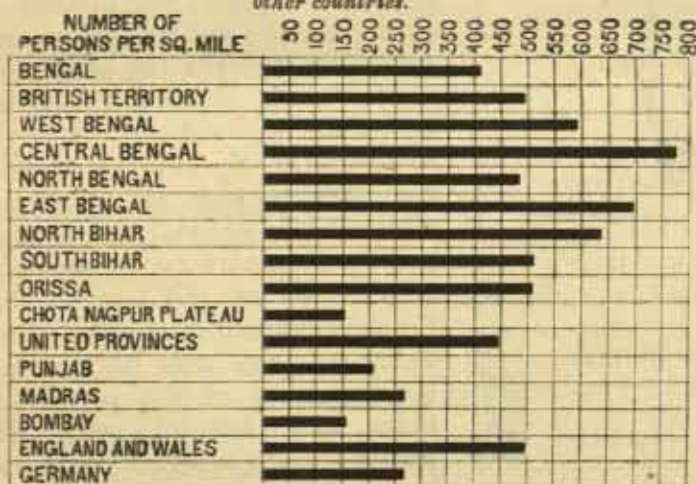 other countries.
NUMBER OF
PERSONS PER SQ. MILE
50 100 150 200 250 300 350 400 450 500 550 600 650 700 750 800
BENGAL
BRITISH TERRITORY
WEST BENGAL
CENTRAL BENGAL
NORTH BENGAL
EAST BENGAL
NORTH BIHAR
SOUTH BIHAR
ORISSA
CHOTA NAGPUR PLATEAU
UNITED PROVINCES
PUNJAB
MADRAS
BOMBAY
ENGLAND AND WALES
GERMANY